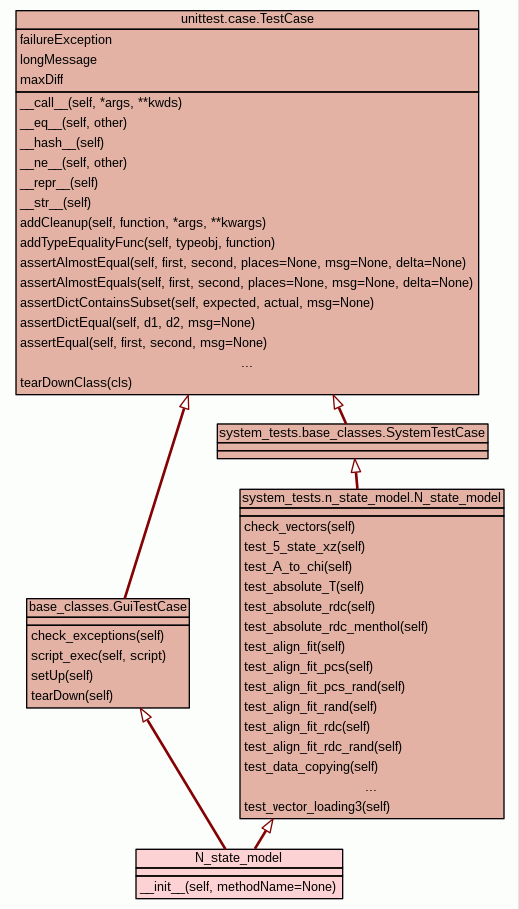 unittest.case.TestCase
failureException
longMessage
maxDiff
__call__(self, *args, **kwds)
__eq__(self, other)
__hash__(self)
__ne__(self, other)
__repr__(self)
__str__(self)
addCleanup(self, function, *args, **kwargs)
addTypeEqualityFunc(self, typeobj, function)
assertAlmostEqual(self, first, second, places=None, msg=None, delta=None)
assertAlmostEquals(self, first, second, places=None, msg=None, delta=None)
assertDictContainsSubset(self, expected, actual, msg=None)
assertDictEqual(self, d1, d2, msg=None)
assertEqual(self, first, second, msg=None)
...
tearDownClass(cls)
system_tests.base_classes.SystemTestCase
system_tests.n_state_model.N_state_model
check_vectors(self)
test_5_state_xz(self)
test_A_to_chi(self)
test_absolute_T(self)
test_absolute_rdc(self)
test_absolute_rdc_menthol(self)
test_align_fit(self)
test_align_fit_pcs(self)
test_align_fit_pcs_rand(self)
test_align_fit_rand(self)
test_align_fit_rdc(self)
test_align_fit_rdc_rand(self)
test_data_copying(self)
...
test_vector_loading3(self)
base_classes.GuiTestCase
check_exceptions(self)
script_exec(self, script)
setUp(self)
tearDown(self)
N_state_model
__init__(self, methodName=None)